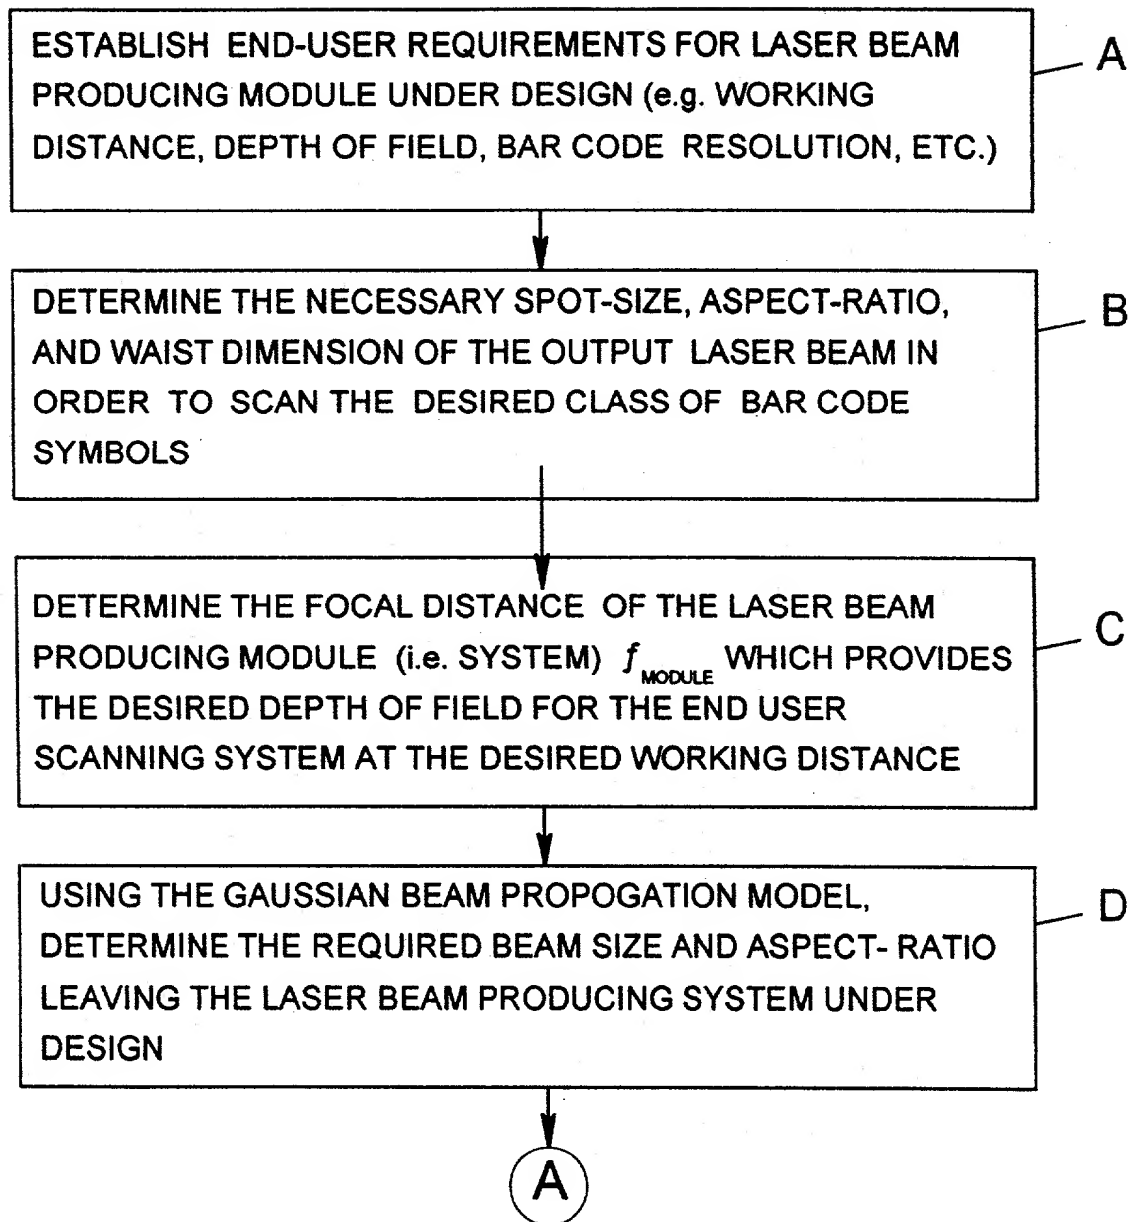 ESTABLISH END-USER REQUIREMENTS FOR LASER BEAM
PRODUCING MODULE UNDER DESIGN (e.g. WORKING
DISTANCE, DEPTH OF FIELD, BAR CODE RESOLUTION, ETC.)
A
DETERMINE THE NECESSARY SPOT-SIZE, ASPECT-RATIO,
AND WAIST DIMENSION OF THE OUTPUT LASER BEAM IN
ORDER TO SCAN THE DESIRED CLASS OF BAR CODE
SYMBOLS
B
DETERMINE THE FOCAL DISTANCE OF THE LASER BEAM
PRODUCING MODULE (i.e. SYSTEM) f MODULE WHICH PROVIDES
THE DESIRED DEPTH OF FIELD FOR THE END USER
SCANNING SYSTEM AT THE DESIRED WORKING DISTANCE
C
USING THE GAUSSIAN BEAM PROPOGATION MODEL,
DETERMINE THE REQUIRED BEAM SIZE AND ASPECT- RATIO
LEAVING THE LASER BEAM PRODUCING SYSTEM UNDER
DESIGN
D
A